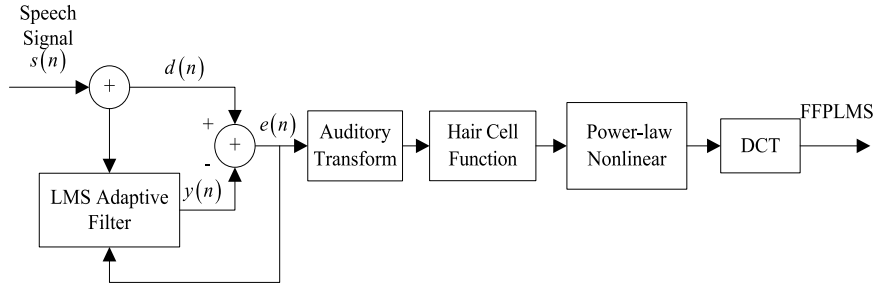 Speech
Signal
s(n)
+
d(n)
+
-
+
e(n)
y(n)
LMS Adaptive
Filter
Auditory
Transform
Hair Cell
Function
Power-law
Nonlinear
DCT
FFPLMS